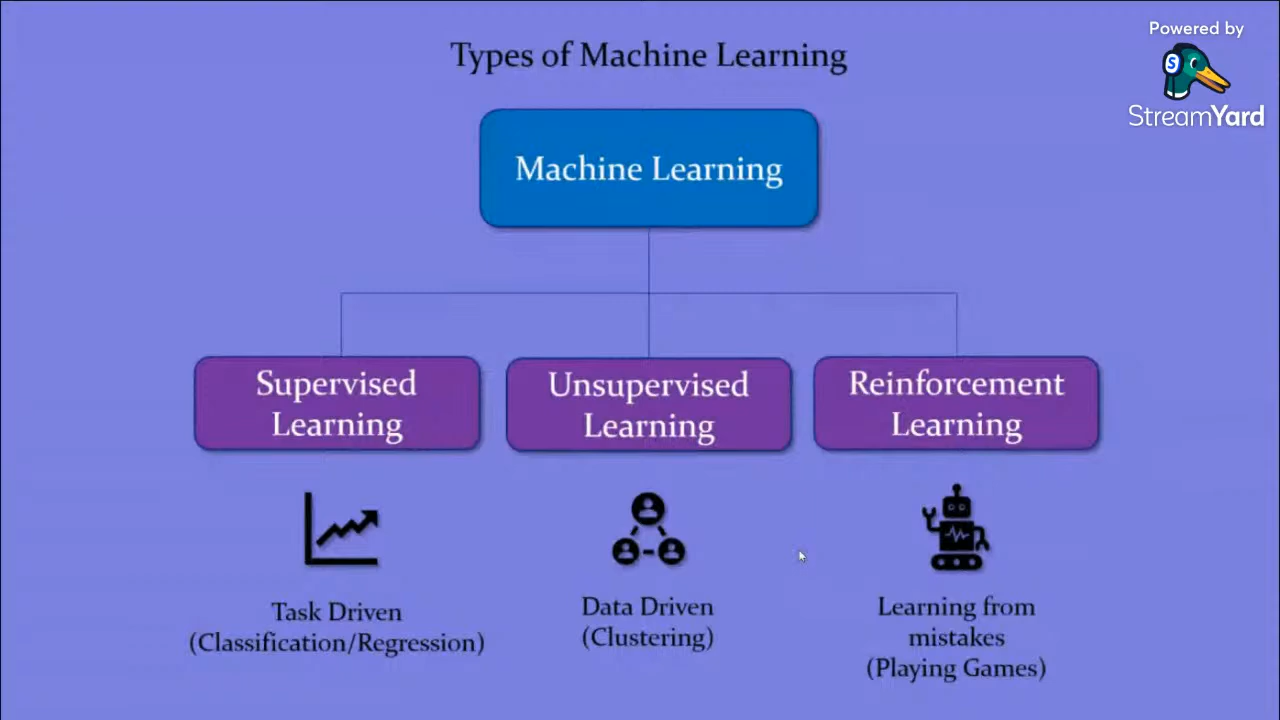 Powered by
S
StreamYard
Types of Machine Learning
Machine Learning
Supervised
Learning
Unsupervised
Learning
Reinforcement
Learning
Task Driven
(Classification/Regression)
Data Driven
(Clustering)
Learning from
mistakes
(Playing Games)